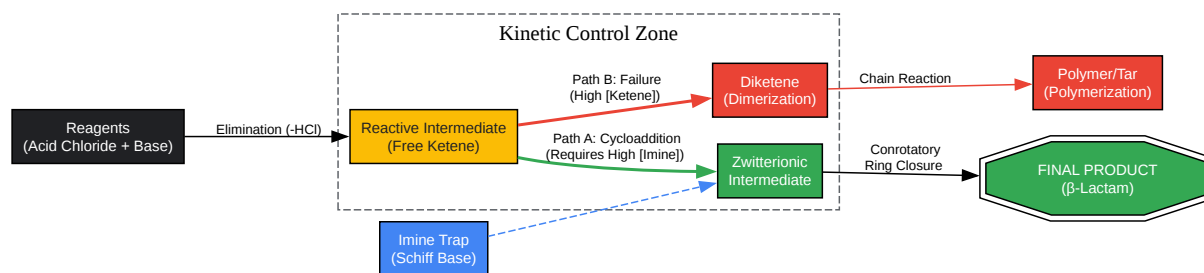 Kinetic Control Zone
Reagents
(Acid Chloride + Base)
Elimination (-HCl)
Reactive Intermediate
(Free Ketene)
Path B: Failure
(High [Ketene])
Diketene
(Dimerization)
Chain Reaction
Polymer/Tar
(Polymerization)
Path A: Cycloaddition
(Requires High [Imine])
Zwitterionic
Intermediate
Conrotatory
Ring Closure
FINAL PRODUCT
(β-Lactam)
Imine Trap
(Schiff Base)